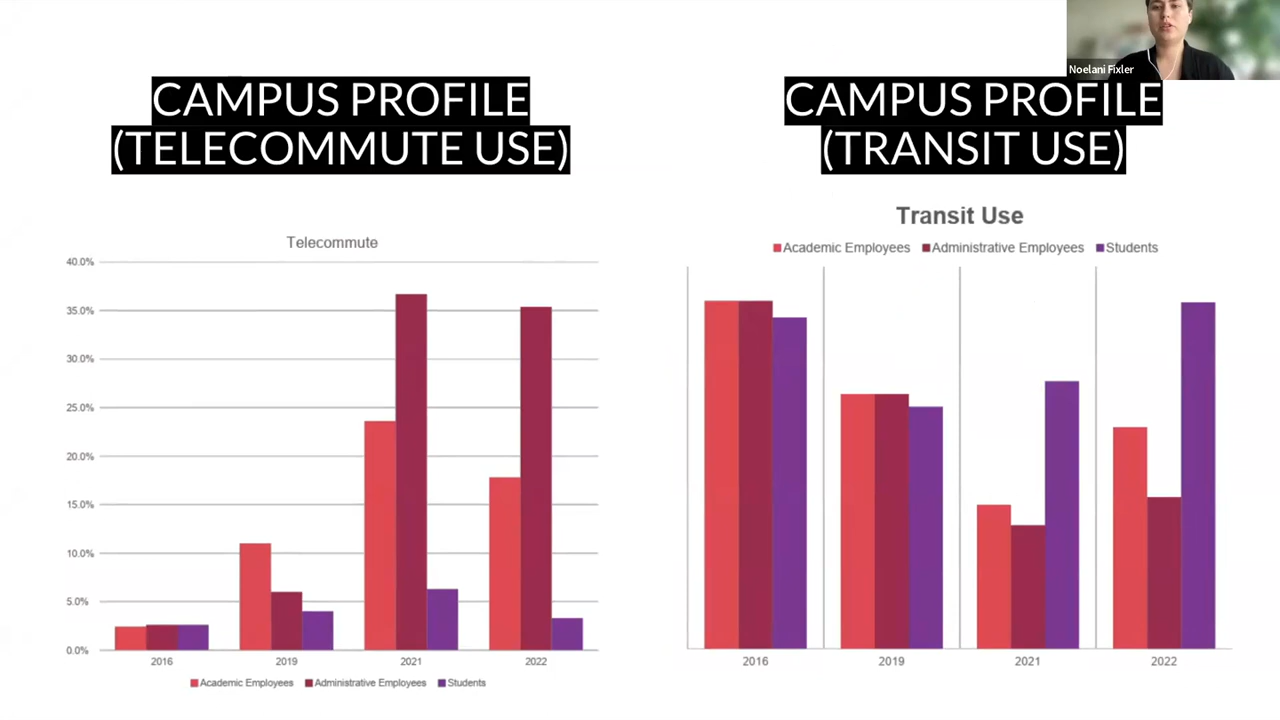 Noelani Fixler
CAMPUS PROFILE
(TELECOMMUTE USE)
Telecommute
40.0%
35.0%
30.0%
25.0%
20.0%
15.0%
10.0%
5.0%
0.0%
2016 2019 2021 2022
Academic Employees Administrative Employees Students
CAMPUS PROFILE
(TRANSIT USE)
Transit Use
Academic Employees Administrative Employees Students
2016 2019 2021 2022